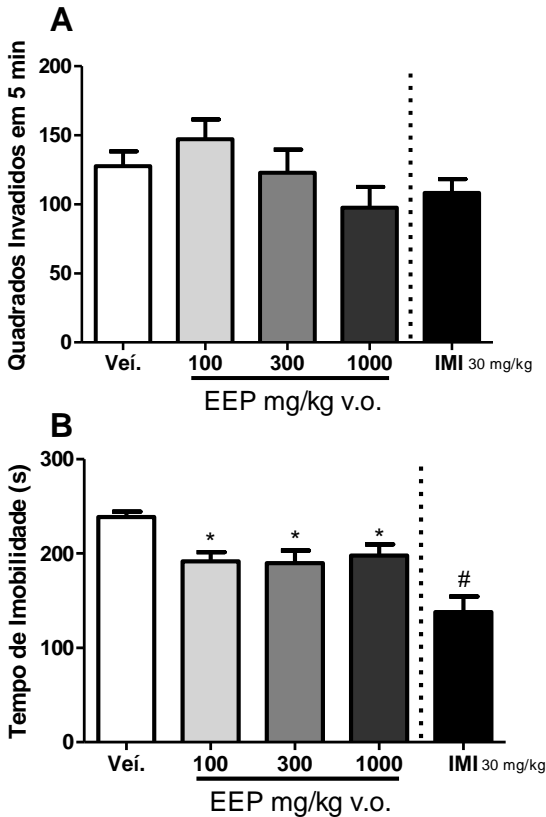 A
Quadrados Invadidos em 5 min
200
150
100
50
0
Veí.
100
300
1000
IMI 30 mg/kg
EEP mg/kg v.o.
B
Tempo de Imobilidade (s)
300
200
100
0
*
*
*
#
Veí.
100
300
1000
IMI 30 mg/kg
EEP mg/kg v.o.